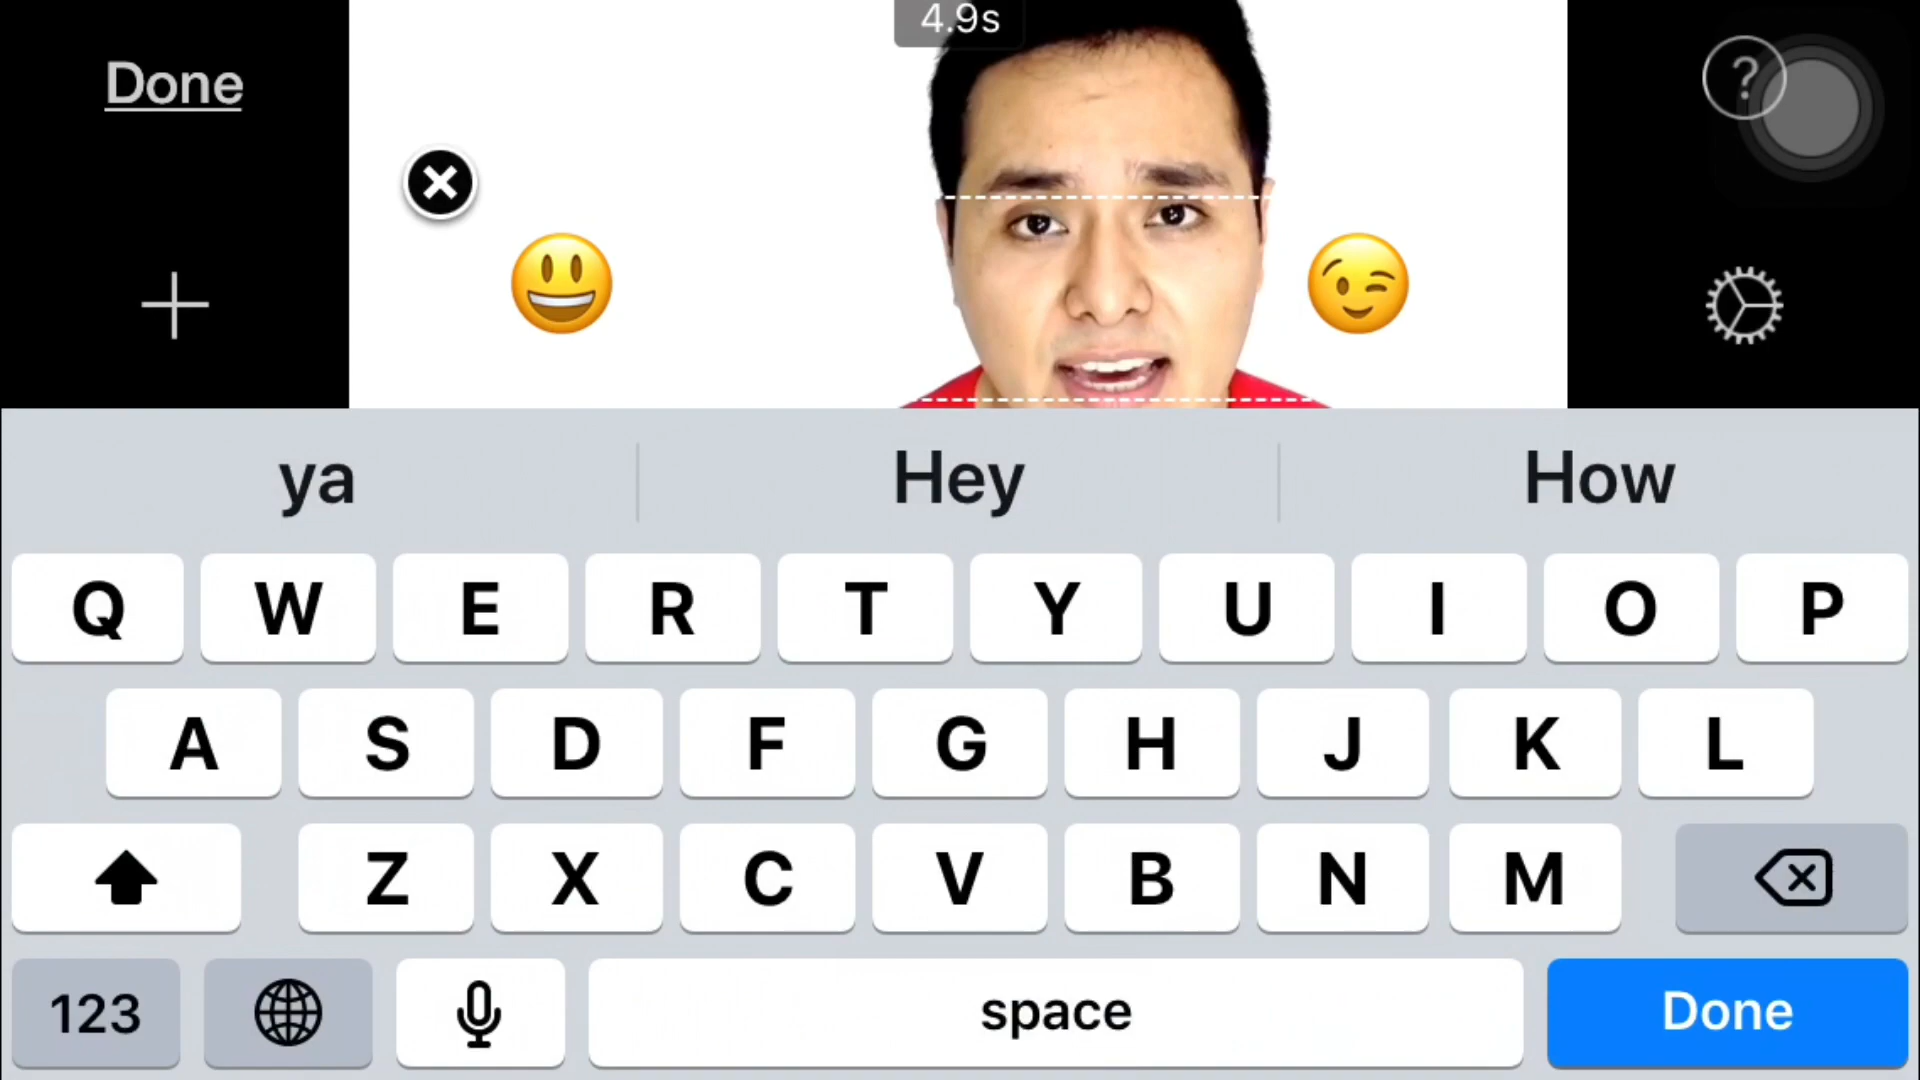 4.9s
Done
?
😃 😉
ya Hey How
Q W E R T Y U I O P
A S D F G H J K L
Z X C V B N M
123 space Done